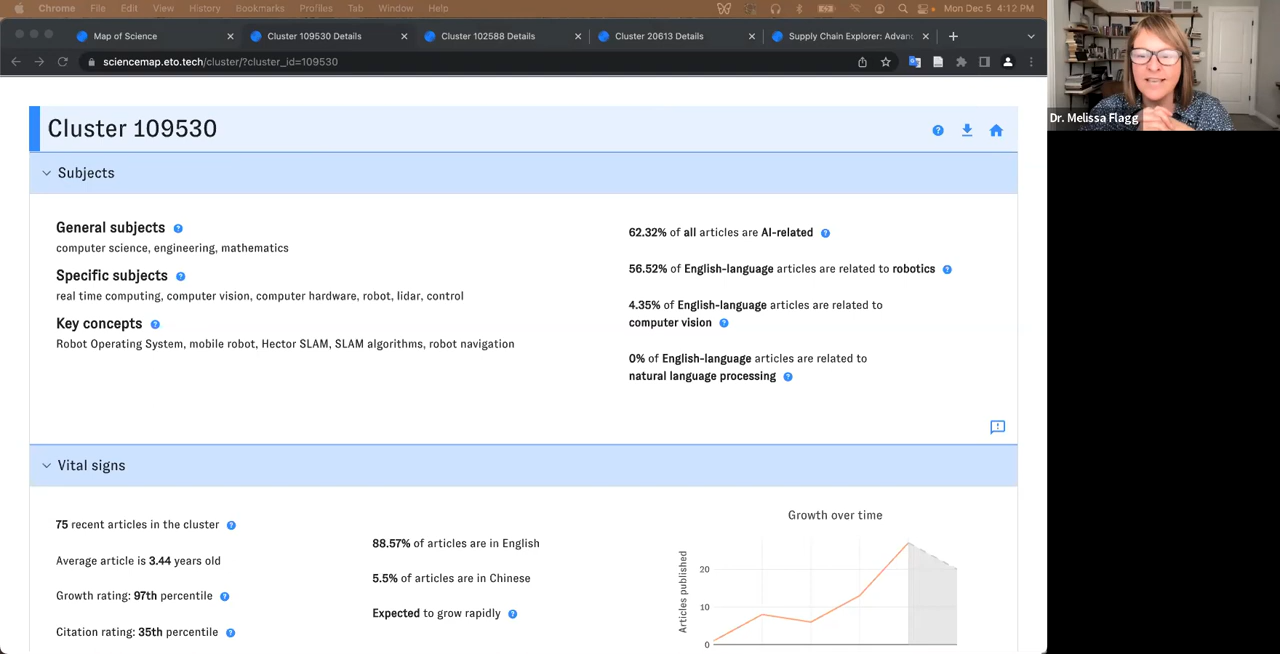 Chrome File Edit View History Bookmarks Profiles Tab Window Help Mon Dec 5 4:12 PM
Map of Science Cluster 109530 Details Cluster 102588 Details Cluster 20613 Details Supply Chain Explorer: Advanc
sciencemap.eto.tech/cluster/?cluster_id=109530
Dr. Melissa Flagg
Cluster 109530
Subjects
General subjects
computer science, engineering, mathematics
Specific subjects
real time computing, computer vision, computer hardware, robot, lidar, control
Key concepts
Robot Operating System, mobile robot, Hector SLAM, SLAM algorithms, robot navigation
62.32% of all articles are AI-related
56.52% of English-language articles are related to robotics
4.35% of English-language articles are related to
computer vision
0% of English-language articles are related to
natural language processing
Vital signs
75 recent articles in the cluster
Average article is 3.44 years old
Growth rating: 97th percentile
Citation rating: 35th percentile
88.57% of articles are in English
5.5% of articles are in Chinese
Expected to grow rapidly
Growth over time
Articles published
20
10
0